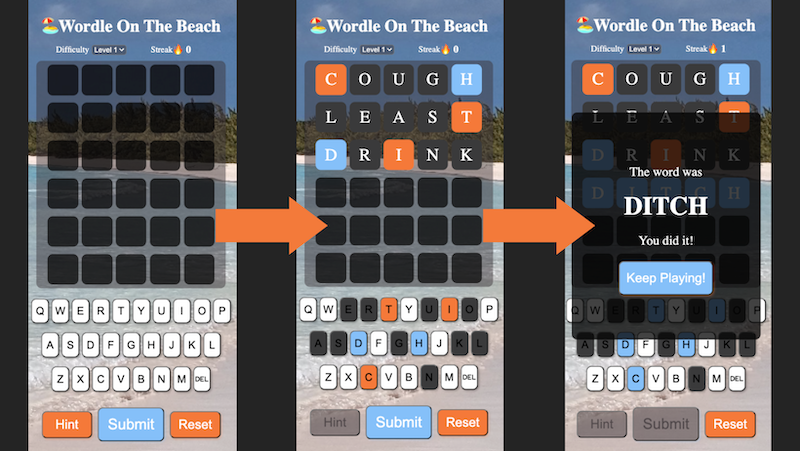 🏖️Wordle On The Beach
Difficulty Level 1 Streak🔥 0
Q W E R T Y U I O P
A S D F G H J K L
Z X C V B N M DEL
Hint Submit Reset
🏖️Wordle On The Beach
Difficulty Level 1 Streak🔥 0
C O U G H
L E A S T
D R I N K
Q W E R T Y U I O P
A S D F G H J K L
Z X C V B N M DEL
Hint Submit Reset
🏖️Wordle On The Beach
Difficulty Level 1 Streak🔥 1
C O U G H
L E A S T
D R I N K
D I T C H
The word was
DITCH
You did it!
Keep Playing!
Q W E R T Y U I O P
A S D F G H J K L
Z X C V B N M DEL
Hint Submit Reset